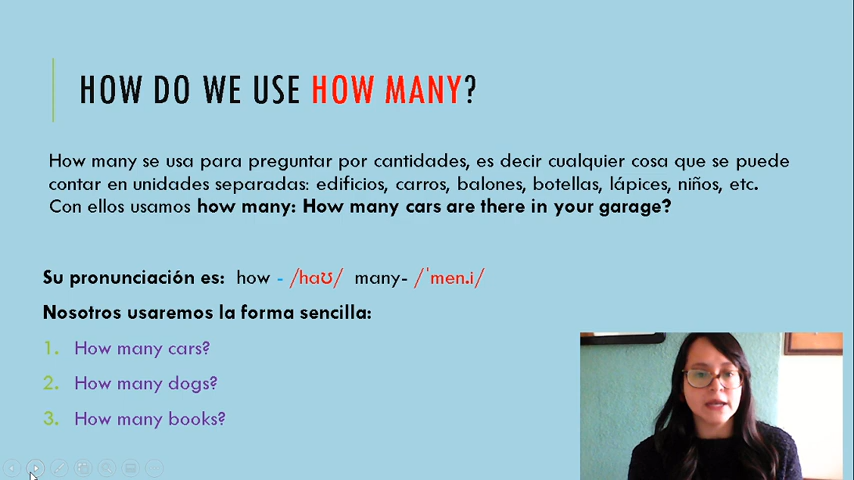 HOW DO WE USE HOW MANY?
How many se usa para preguntar por cantidades, es decir cualquier cosa que se puede
contar en unidades separadas: edificios, carros, balones, botellas, lápices, niños, etc.
Con ellos usamos how many: How many cars are there in your garage?
Su pronunciación es: how - /haʊ/ many- /ˈmen.i/
Nosotros usaremos la forma sencilla:
1. How many cars?
2. How many dogs?
3. How many books?